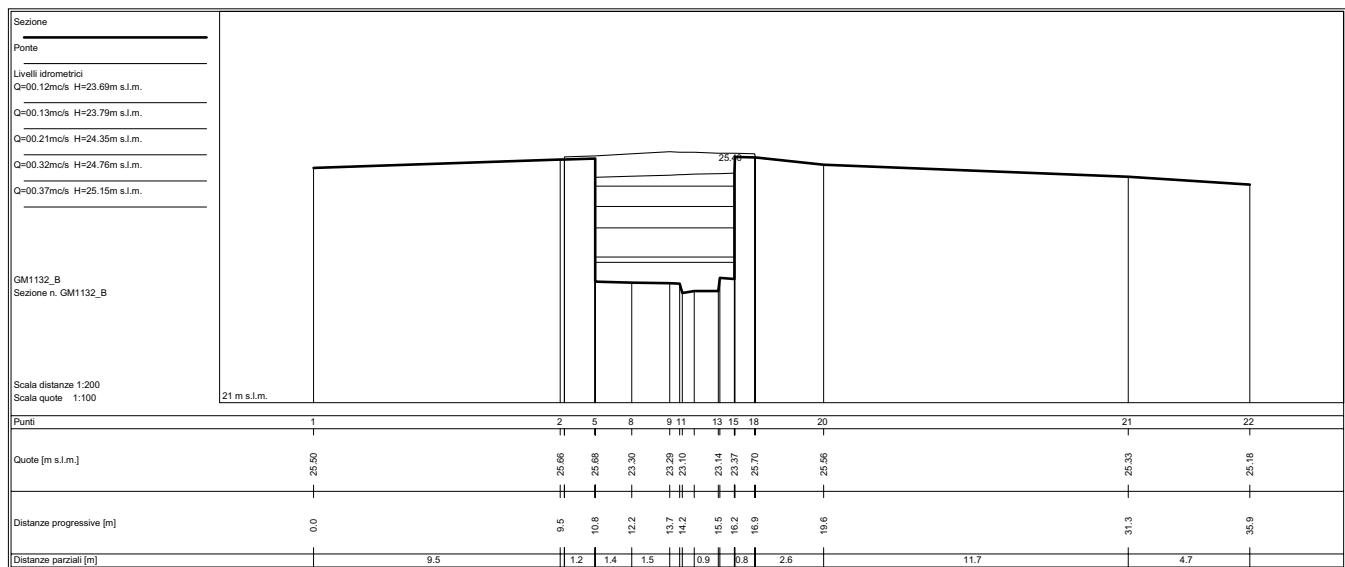 Sezione
Ponte
Livelli idrometrici
Q=00.12mc/s H=23.69m s.l.m.
Q=00.13mc/s H=23.79m s.l.m.
Q=00.21mc/s H=24.35m s.l.m.
Q=00.32mc/s H=24.76m s.l.m.
Q=00.37mc/s H=25.15m s.l.m.
25.46
GM1132_B
Sezione n. GM1132_B
Scala distanze 1:200
Scala quote 1:100
21 m s.l.m.
Punti 1 2 5 8 9 11 13 15 18 20 21 22
Quote [m s.l.m.] 25.50 25.66 25.68 23.30 23.29 23.10 23.14 23.37 25.70 25.56 25.33 25.18
Distanze progressive [m] 0.0 9.5 10.8 12.2 13.7 14.2 15.5 16.2 16.9 19.6 31.3 35.9
Distanze parziali [m] 9.5 1.2 1.4 1.5 0.9 0.8 2.6 11.7 4.7